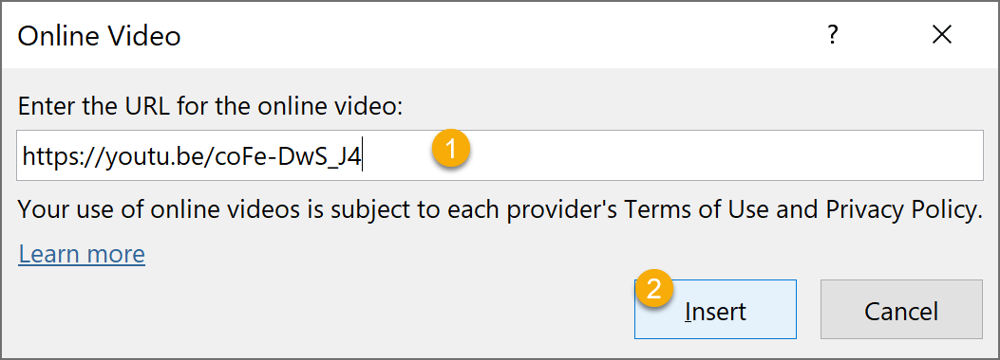 Online Video
?
Enter the URL for the online video:
https://youtu.be/coFe-DwS_J4
1
Your use of online videos is subject to each provider's Terms of Use and Privacy Policy.
Learn more
2
Insert
Cancel